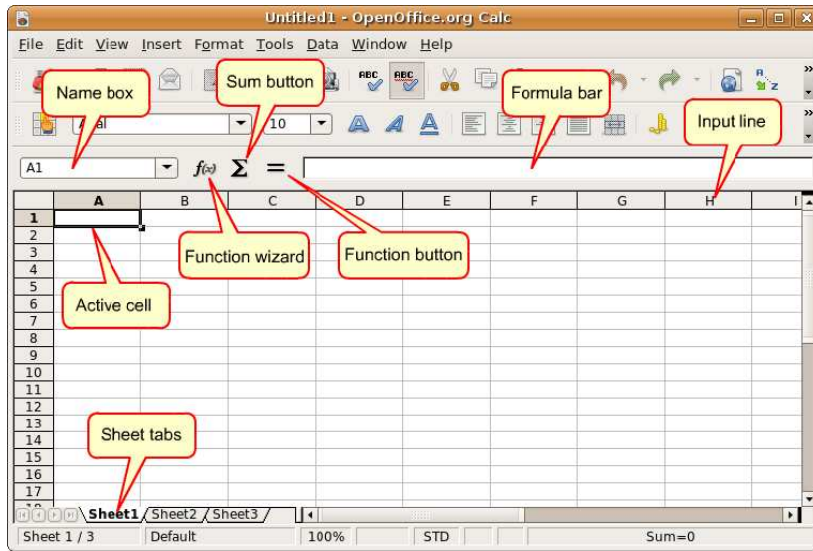 Untitled1 - OpenOffice.org Calc
File Edit View Insert Format Tools Data Window Help
Name box
Sum button
Formula bar
Input line
ABC ABC
10
A1
f(x) Σ =
A B C D E F G H I
1
2
3
4
5
6
7
8
9
10
11
12
13
14
15
16
17
Function wizard
Function button
Active cell
Sheet tabs
Sheet1 Sheet2 Sheet3
Sheet 1 / 3 Default 100% STD Sum=0